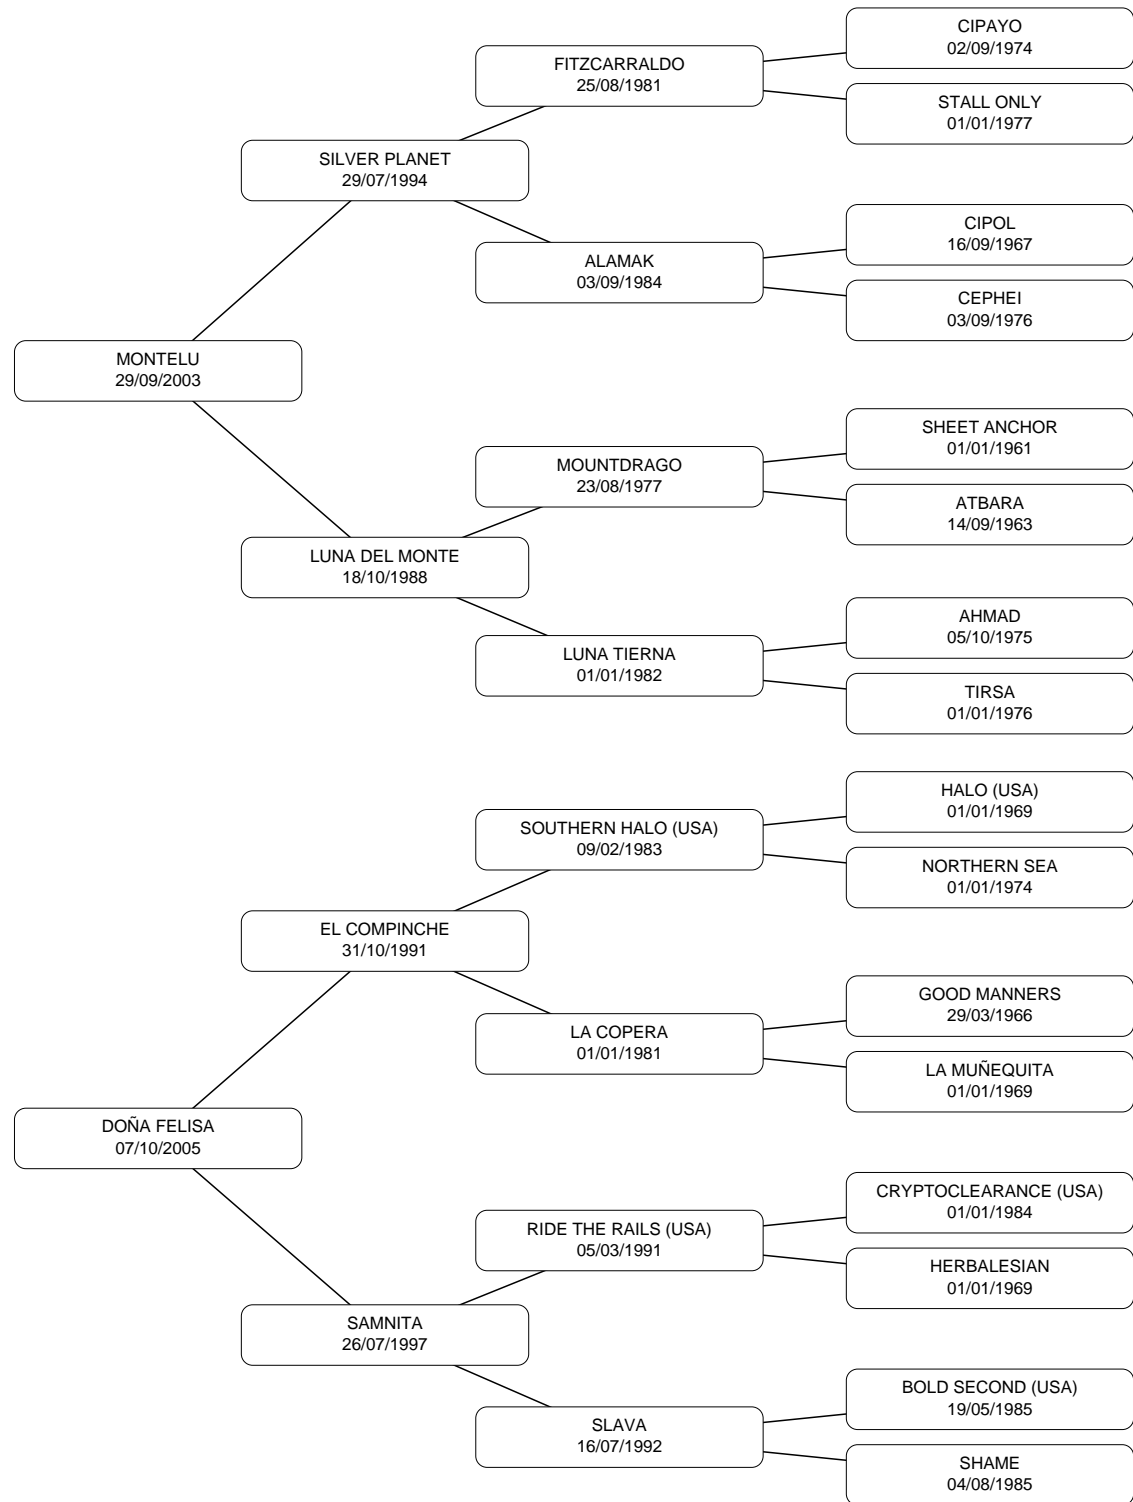 CIPAYO
02/09/1974
FITZCARRALDO
25/08/1981
STALL ONLY
01/01/1977
SILVER PLANET
29/07/1994
CIPOL
16/09/1967
ALAMAK
03/09/1984
CEPHEI
03/09/1976
MONTELU
29/09/2003
SHEET ANCHOR
01/01/1961
MOUNTDRAGO
23/08/1977
ATBARA
14/09/1963
LUNA DEL MONTE
18/10/1988
AHMAD
05/10/1975
LUNA TIERNA
01/01/1982
TIRSA
01/01/1976
HALO (USA)
01/01/1969
SOUTHERN HALO (USA)
09/02/1983
NORTHERN SEA
01/01/1974
EL COMPINCHE
31/10/1991
GOOD MANNERS
29/03/1966
LA COPERA
01/01/1981
LA MUÑEQUITA
01/01/1969
DOÑA FELISA
07/10/2005
CRYPTOCLEARANCE (USA)
01/01/1984
RIDE THE RAILS (USA)
05/03/1991
HERBALESIAN
01/01/1969
SAMNITA
26/07/1997
BOLD SECOND (USA)
19/05/1985
SLAVA
16/07/1992
SHAME
04/08/1985